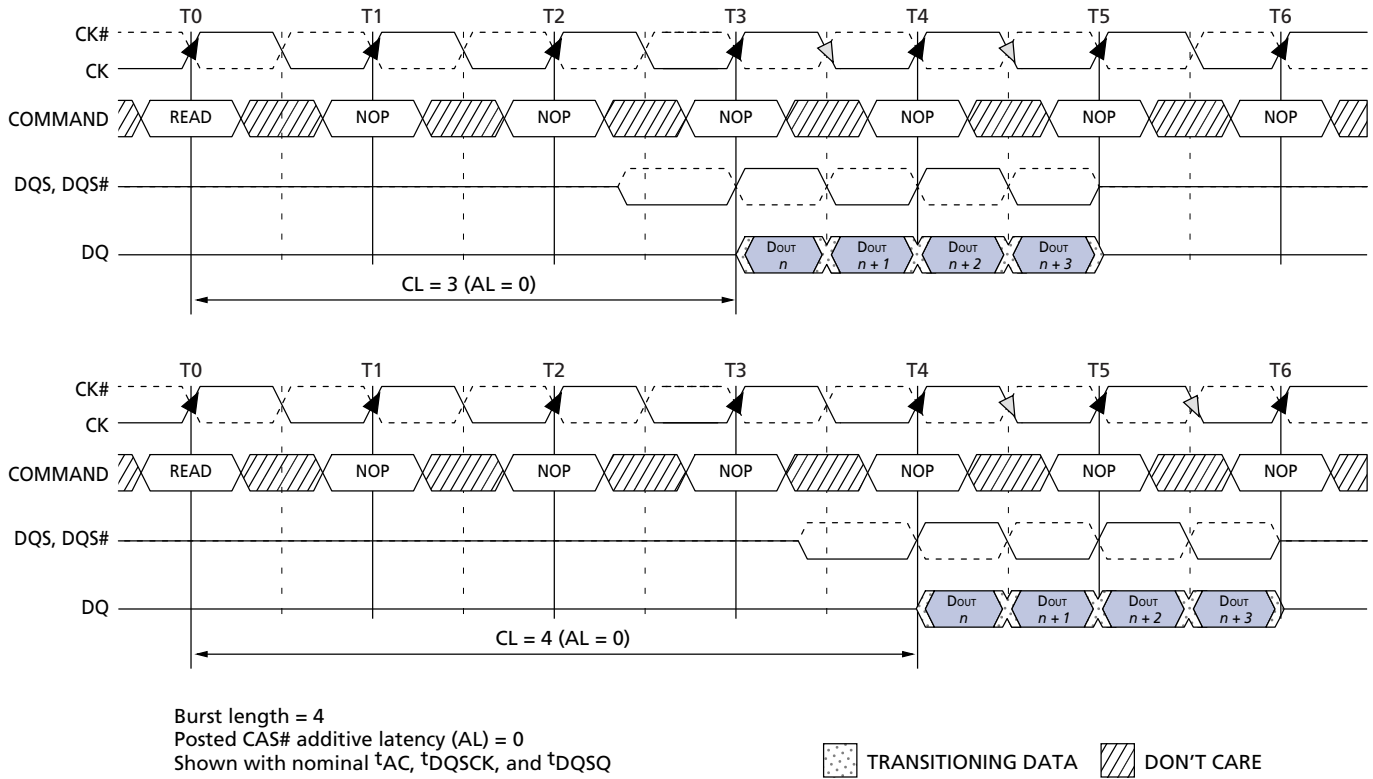 T0 T1 T2 T3 T4 T5 T6
CK#
CK
COMMAND READ NOP NOP NOP NOP NOP NOP
DQS, DQS#
DQ DOUT n DOUT n + 1 DOUT n + 2 DOUT n + 3
CL = 3 (AL = 0)
T0 T1 T2 T3 T4 T5 T6
CK#
CK
COMMAND READ NOP NOP NOP NOP NOP NOP
DQS, DQS#
DQ DOUT n DOUT n + 1 DOUT n + 2 DOUT n + 3
CL = 4 (AL = 0)
Burst length = 4
Posted CAS# additive latency (AL) = 0
Shown with nominal tAC, tDQSCK, and tDQSQ
TRANSITIONING DATA DON'T CARE